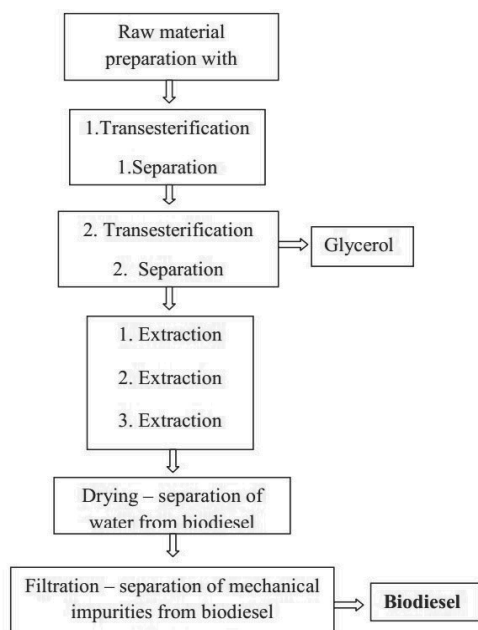 Raw material
preparation with
1.Transesterification
1.Separation
2. Transesterification
2. Separation
Glycerol
1. Extraction
2. Extraction
3. Extraction
Drying – separation of
water from biodiesel
Filtration – separation of mechanical
impurities from biodiesel
Biodiesel